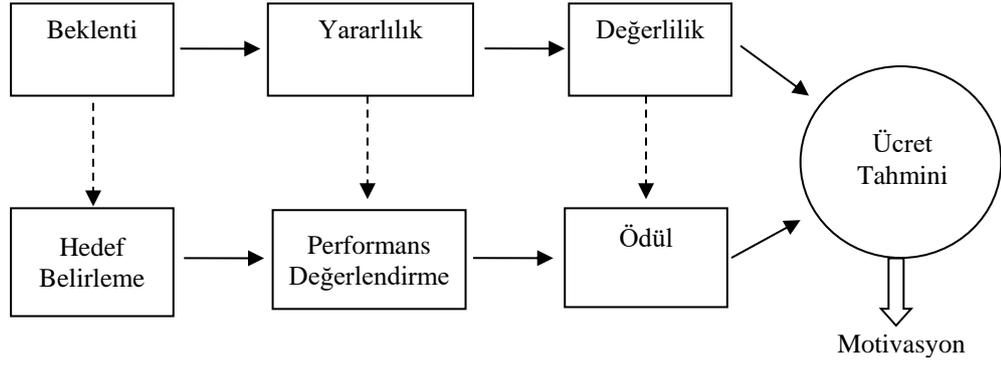 Beklenti
Yararlılık
Değerlilik
Ücret
Tahmini
Hedef
Belirleme
Performans
Değerlendirme
Ödül
Motivasyon